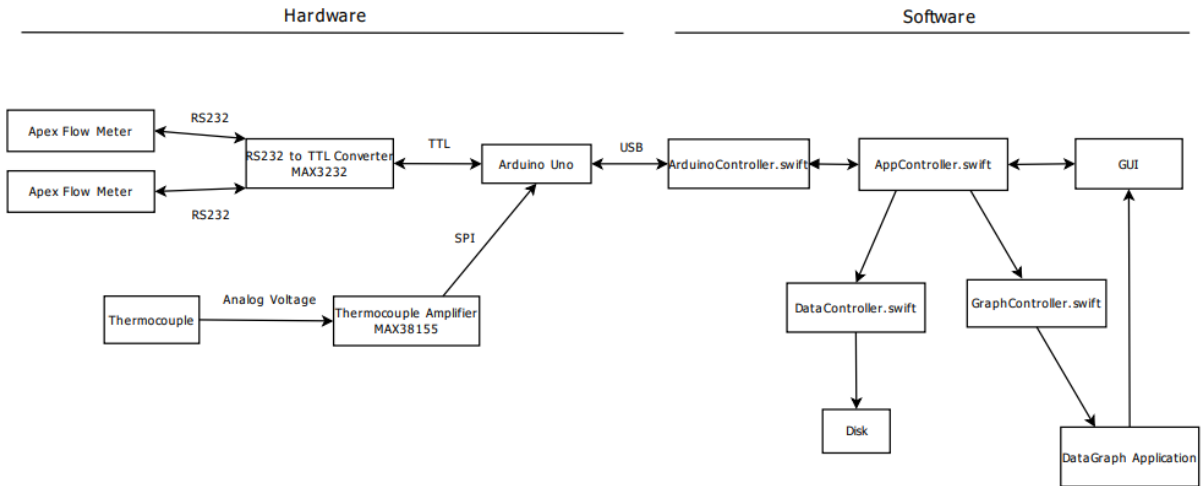 Hardware
Software
Apex Flow Meter
RS232
RS232 to TTL Converter
MAX3232
TTL
Arduino Uno
USB
ArduinoController.swift
AppController.swift
GUI
Apex Flow Meter
RS232
SPI
Thermocouple
Analog Voltage
Thermocouple Amplifier
MAX38155
DataController.swift
GraphController.swift
Disk
DataGraph Application